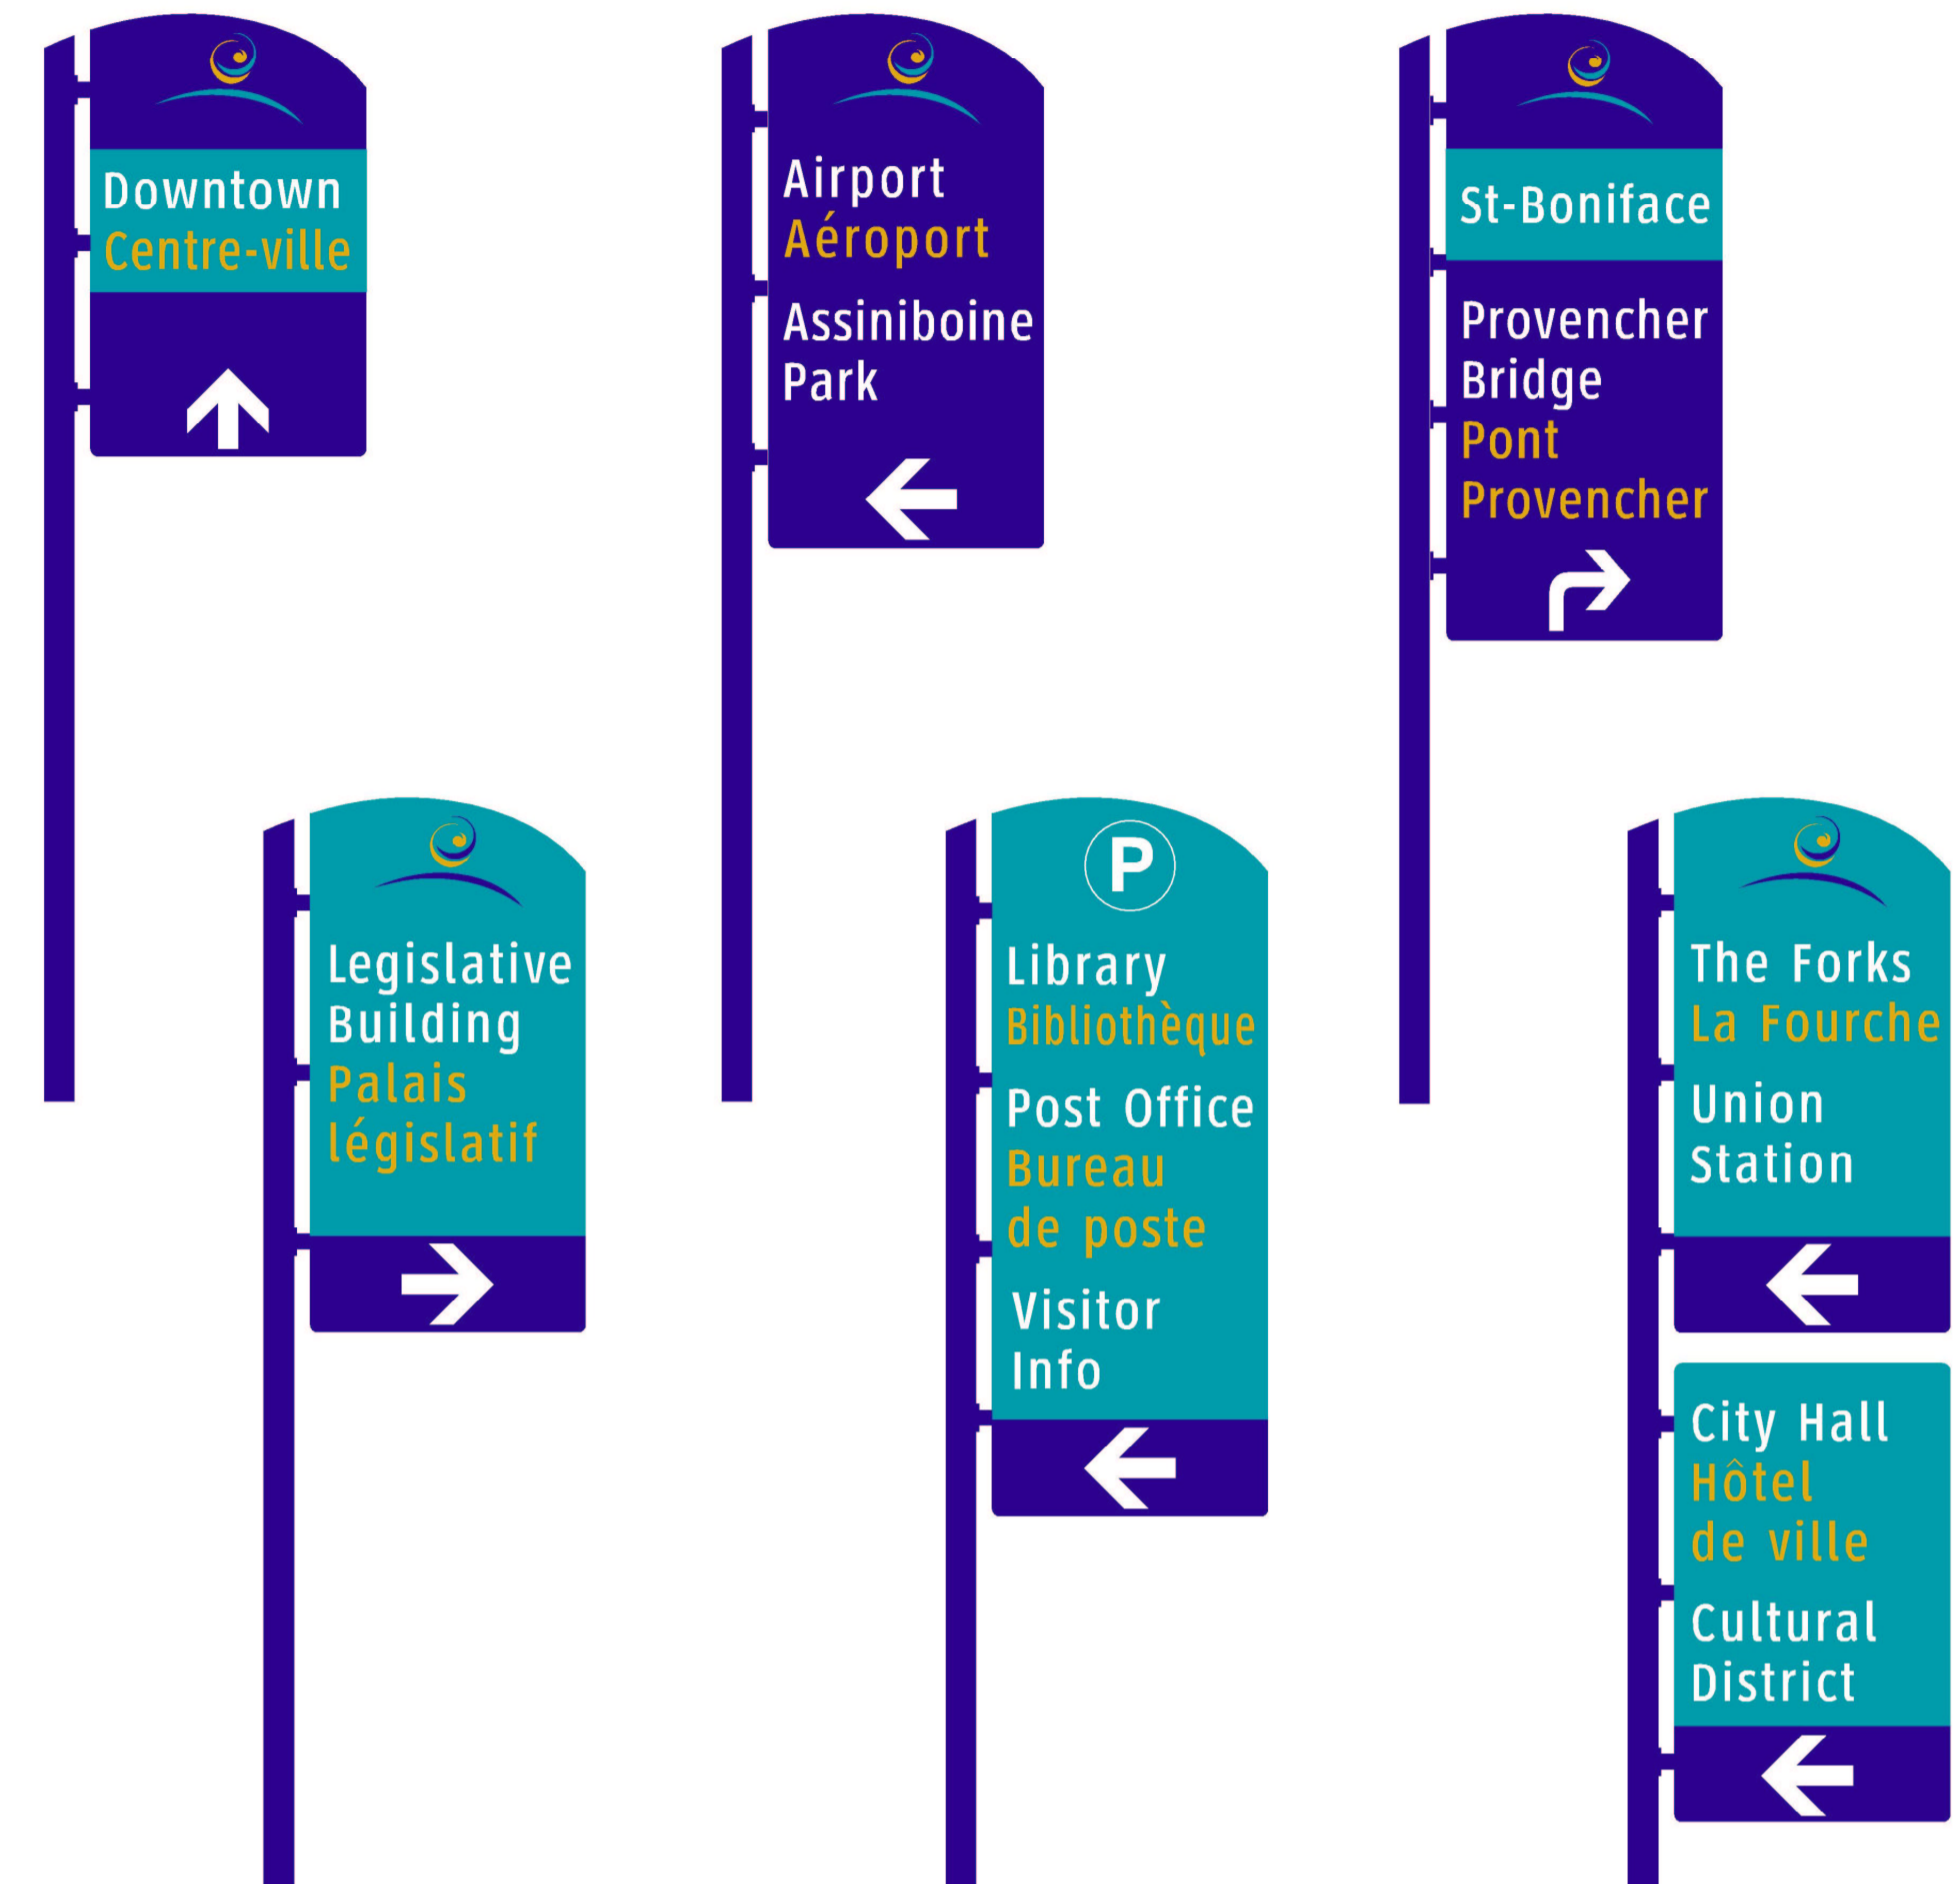 Downtown
Centre-ville
Airport
Aéroport
Assiniboine
Park
St-Boniface
Provencher
Bridge
Pont
Provencher
Legislative
Building
Palais
législatif
P
Library
Bibliothèque
Post Office
Bureau
de poste
Visitor
Info
The Forks
La Fourche
Union
Station
City Hall
Hôtel
de ville
Cultural
District